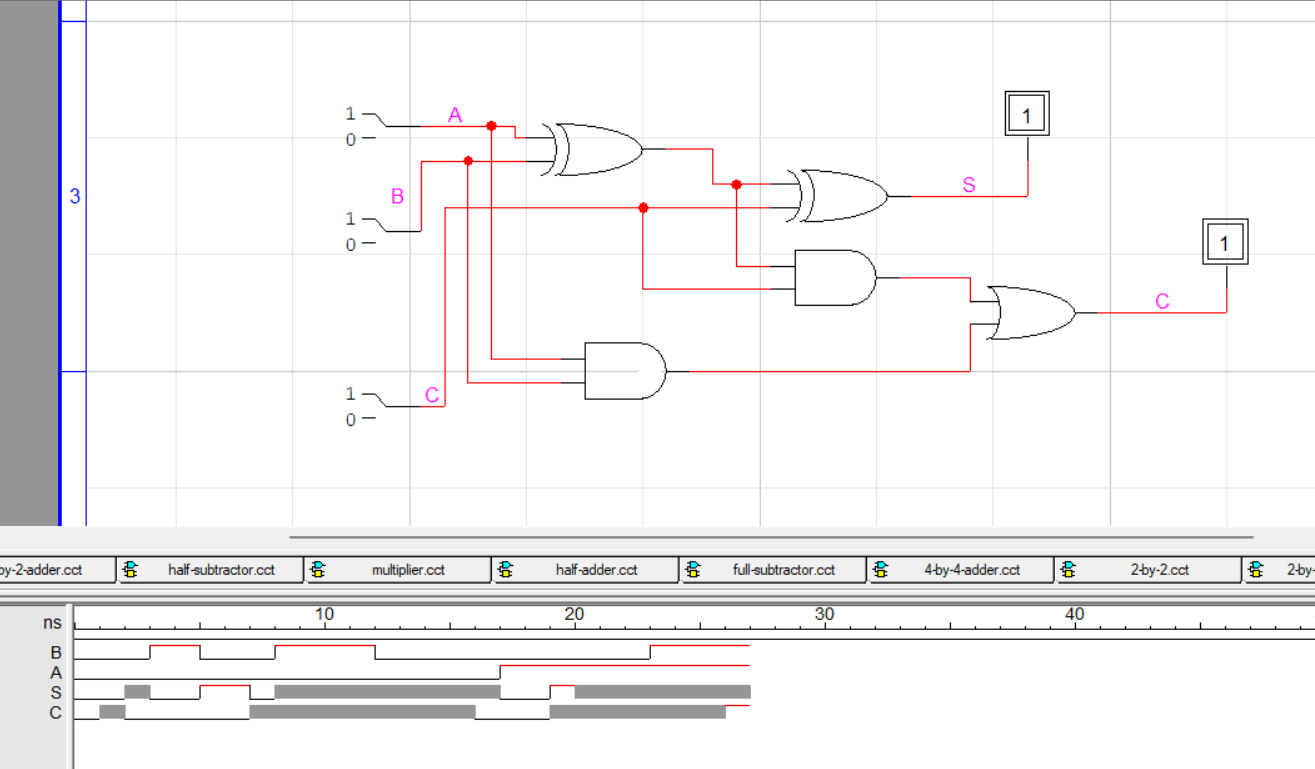 1
1
A
0
3
B
S
1
0
1
C
1
C
0
by-2-adder.cct
half-subtractor.cct
multiplier.cct
half-adder.cct
full-subtractor.cct
4-by-4-adder.cct
2-by-2.cct
2-by-
ns
10
20
30
40
B
A
S
C